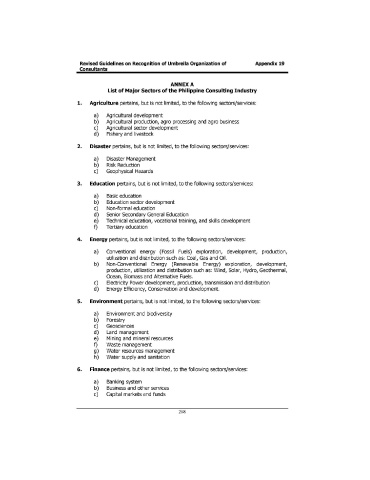 Revised Guidelines on Recognition of Umbrella Organization of Appendix 19
Consultants
ANNEX A
List of Major Sectors of the Philippine Consulting Industry
1. Agriculture pertains, but is not limited, to the following sectors/services:
a) Agricultural development
b) Agricultural production, agro processing and agro business
c) Agricultural sector development
d) Fishery and livestock
2. Disaster pertains, but is not limited, to the following sectors/services:
a) Disaster Management
b) Risk Reduction
c) Geophysical Hazards
3. Education pertains, but is not limited, to the following sectors/services:
a) Basic education
b) Education sector development
c) Non-formal education
d) Senior Secondary General Education
e) Technical education, vocational training, and skills development
f) Tertiary education
4. Energy pertains, but is not limited, to the following sectors/services:
a) Conventional energy (Fossil Fuels) exploration, development, production,
utilization and distribution such as: Coal, Gas and Oil.
b) Non-Conventional Energy (Renewable Energy) exploration, development,
production, utilization and distribution such as: Wind, Solar, Hydro, Geothermal,
Ocean, Biomass and Alternative Fuels.
c) Electricity Power development, production, transmission and distribution
d) Energy Efficiency, Conservation and development.
5. Environment pertains, but is not limited, to the following sectors/services:
a) Environment and biodiversity
b) Forestry
c) Geosciences
d) Land management
e) Mining and mineral resources
f) Waste management
g) Water resources management
h) Water supply and sanitation
6. Finance pertains, but is not limited, to the following sectors/services:
a) Banking system
b) Business and other services
c) Capital markets and funds